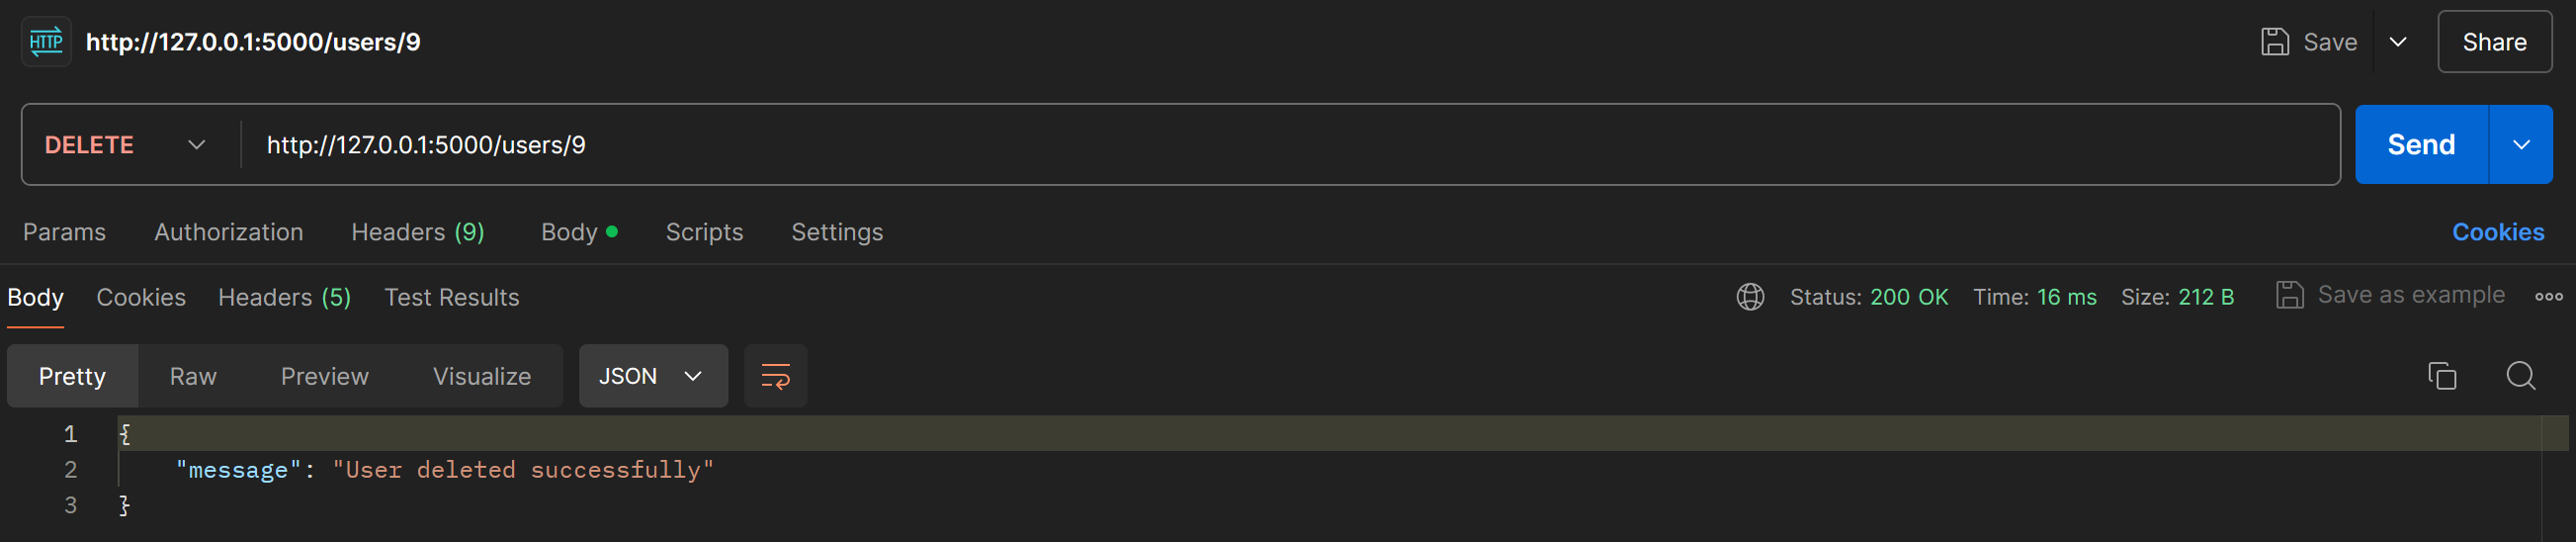 HTTP http://127.0.0.1:5000/users/9 Save Share
DELETE http://127.0.0.1:5000/users/9 Send
Params Authorization Headers (9) Body Scripts Settings Cookies
Body Cookies Headers (5) Test Results Status: 200 OK Time: 16 ms Size: 212 B Save as example
Pretty Raw Preview Visualize JSON
1 {
2 "message": "User deleted successfully"
3 }